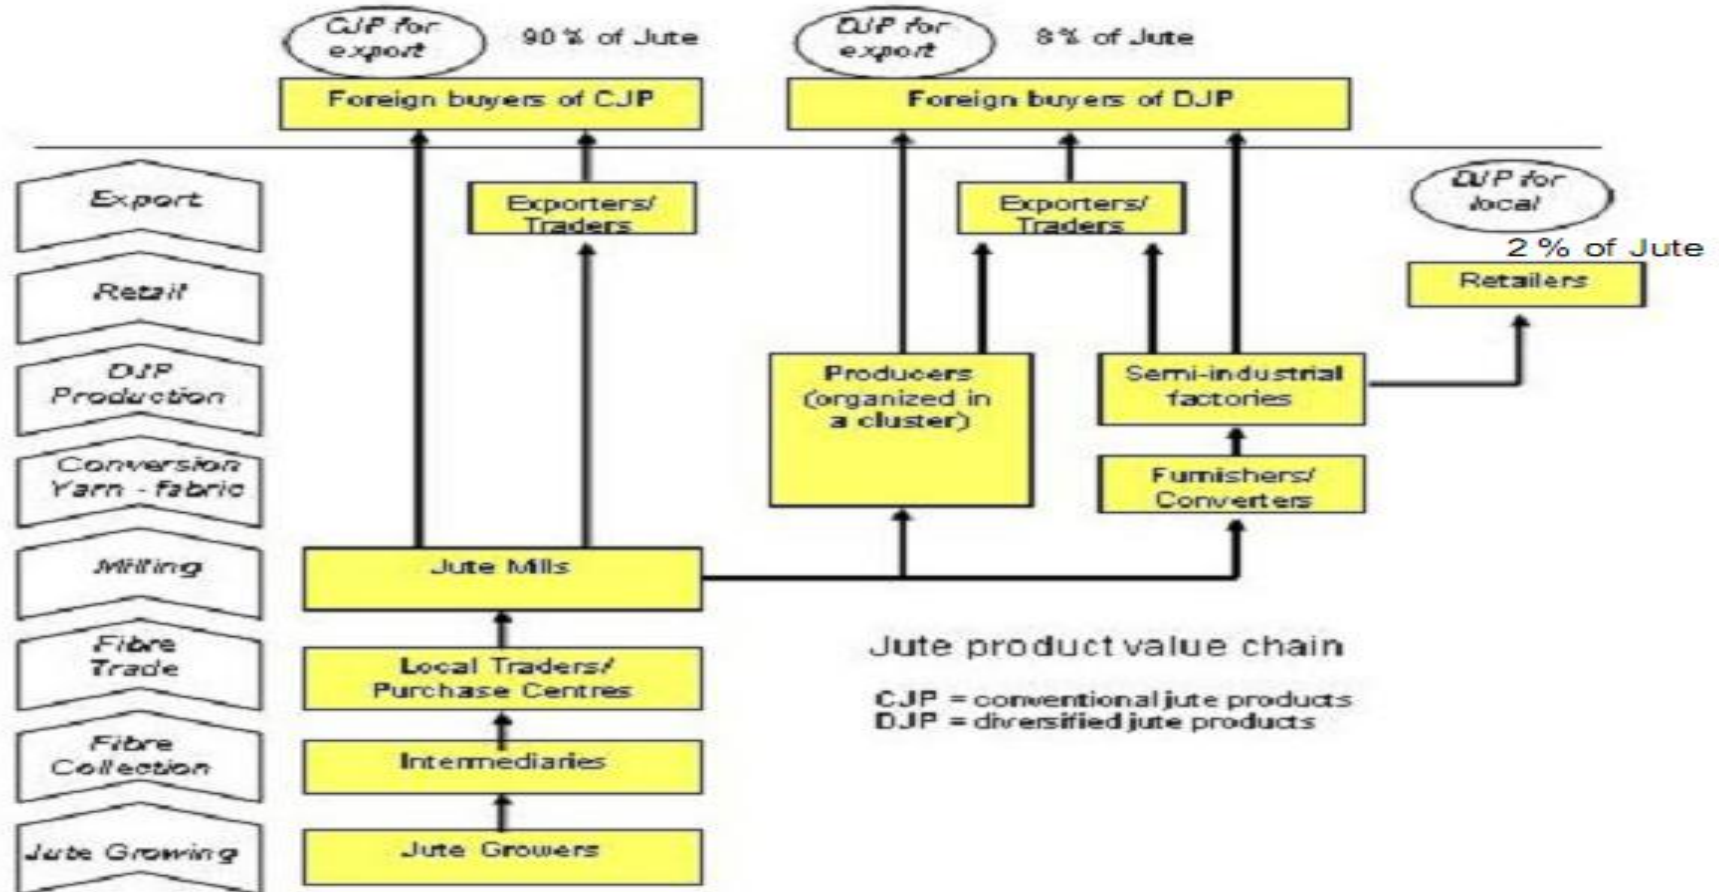 CJP for
export
90 % of Jute
DJP for
export
8 % of Jute
Foreign buyers of CJP
Foreign buyers of DJP
Export
Exporters/
Traders
Exporters/
Traders
DJP for
local
2 % of Jute
Retail
Retailers
DJP
Production
Producers
(organized in
a cluster)
Semi-industrial
factories
Conversion
Yarn - fabric
Furnishers/
Converters
Milling
Jute Mills
Fibre
Trade
Local Traders/
Purchase Centres
Jute product value chain
CJP = conventional jute products
DJP = diversified jute products
Fibre
Collection
Intermediaries
Jute Growing
Jute Growers